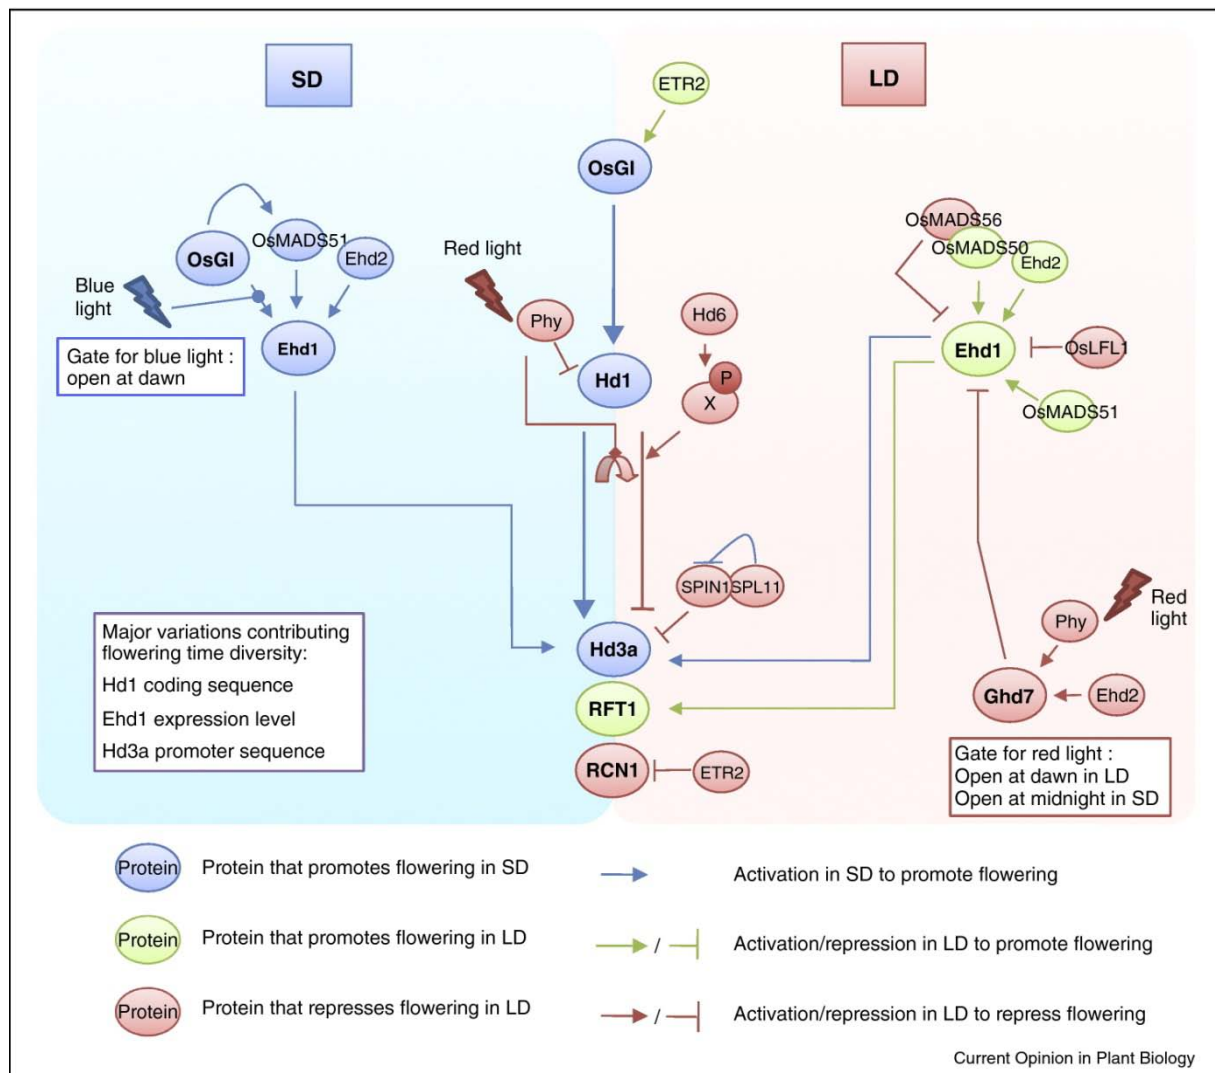 SD
LD
ETR2
OsGI
OsMADS51
OsGI
Ehd2
Blue
light
Ehd1
Gate for blue light :
open at dawn
Red light
Phy
Hd6
P
X
Hd1
OsMADS56
OsMADS50
Ehd2
Ehd1
OsLFL1
OsMADS51
SPIN1
SPL11
Hd3a
RFT1
RCN1
ETR2
Red
light
Phy
Ghd7
Ehd2
Major variations contributing
flowering time diversity:
Hd1 coding sequence
Ehd1 expression level
Hd3a promoter sequence
Gate for red light :
Open at dawn in LD
Open at midnight in SD
Protein Protein that promotes flowering in SD
Activation in SD to promote flowering
Protein Protein that promotes flowering in LD
/ Activation/repression in LD to promote flowering
Protein Protein that represses flowering in LD
/ Activation/repression in LD to repress flowering
Current Opinion in Plant Biology